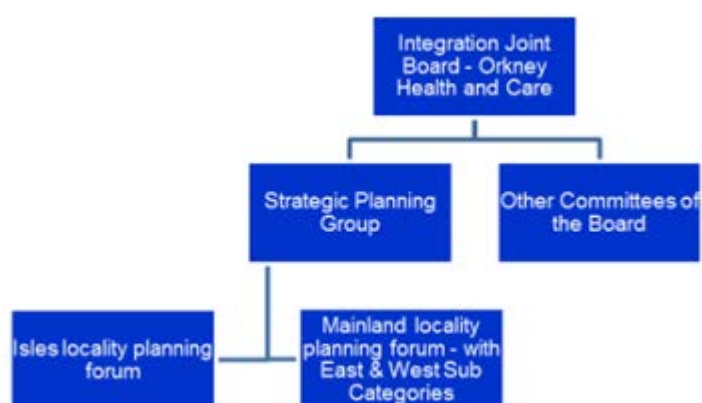 Integration Joint
Board - Orkney
Health and Care
Strategic Planning
Group
Other Committees of
the Board
Isles locality planning
forum
Mainland locality
planning forum - with
East & West Sub
Categories